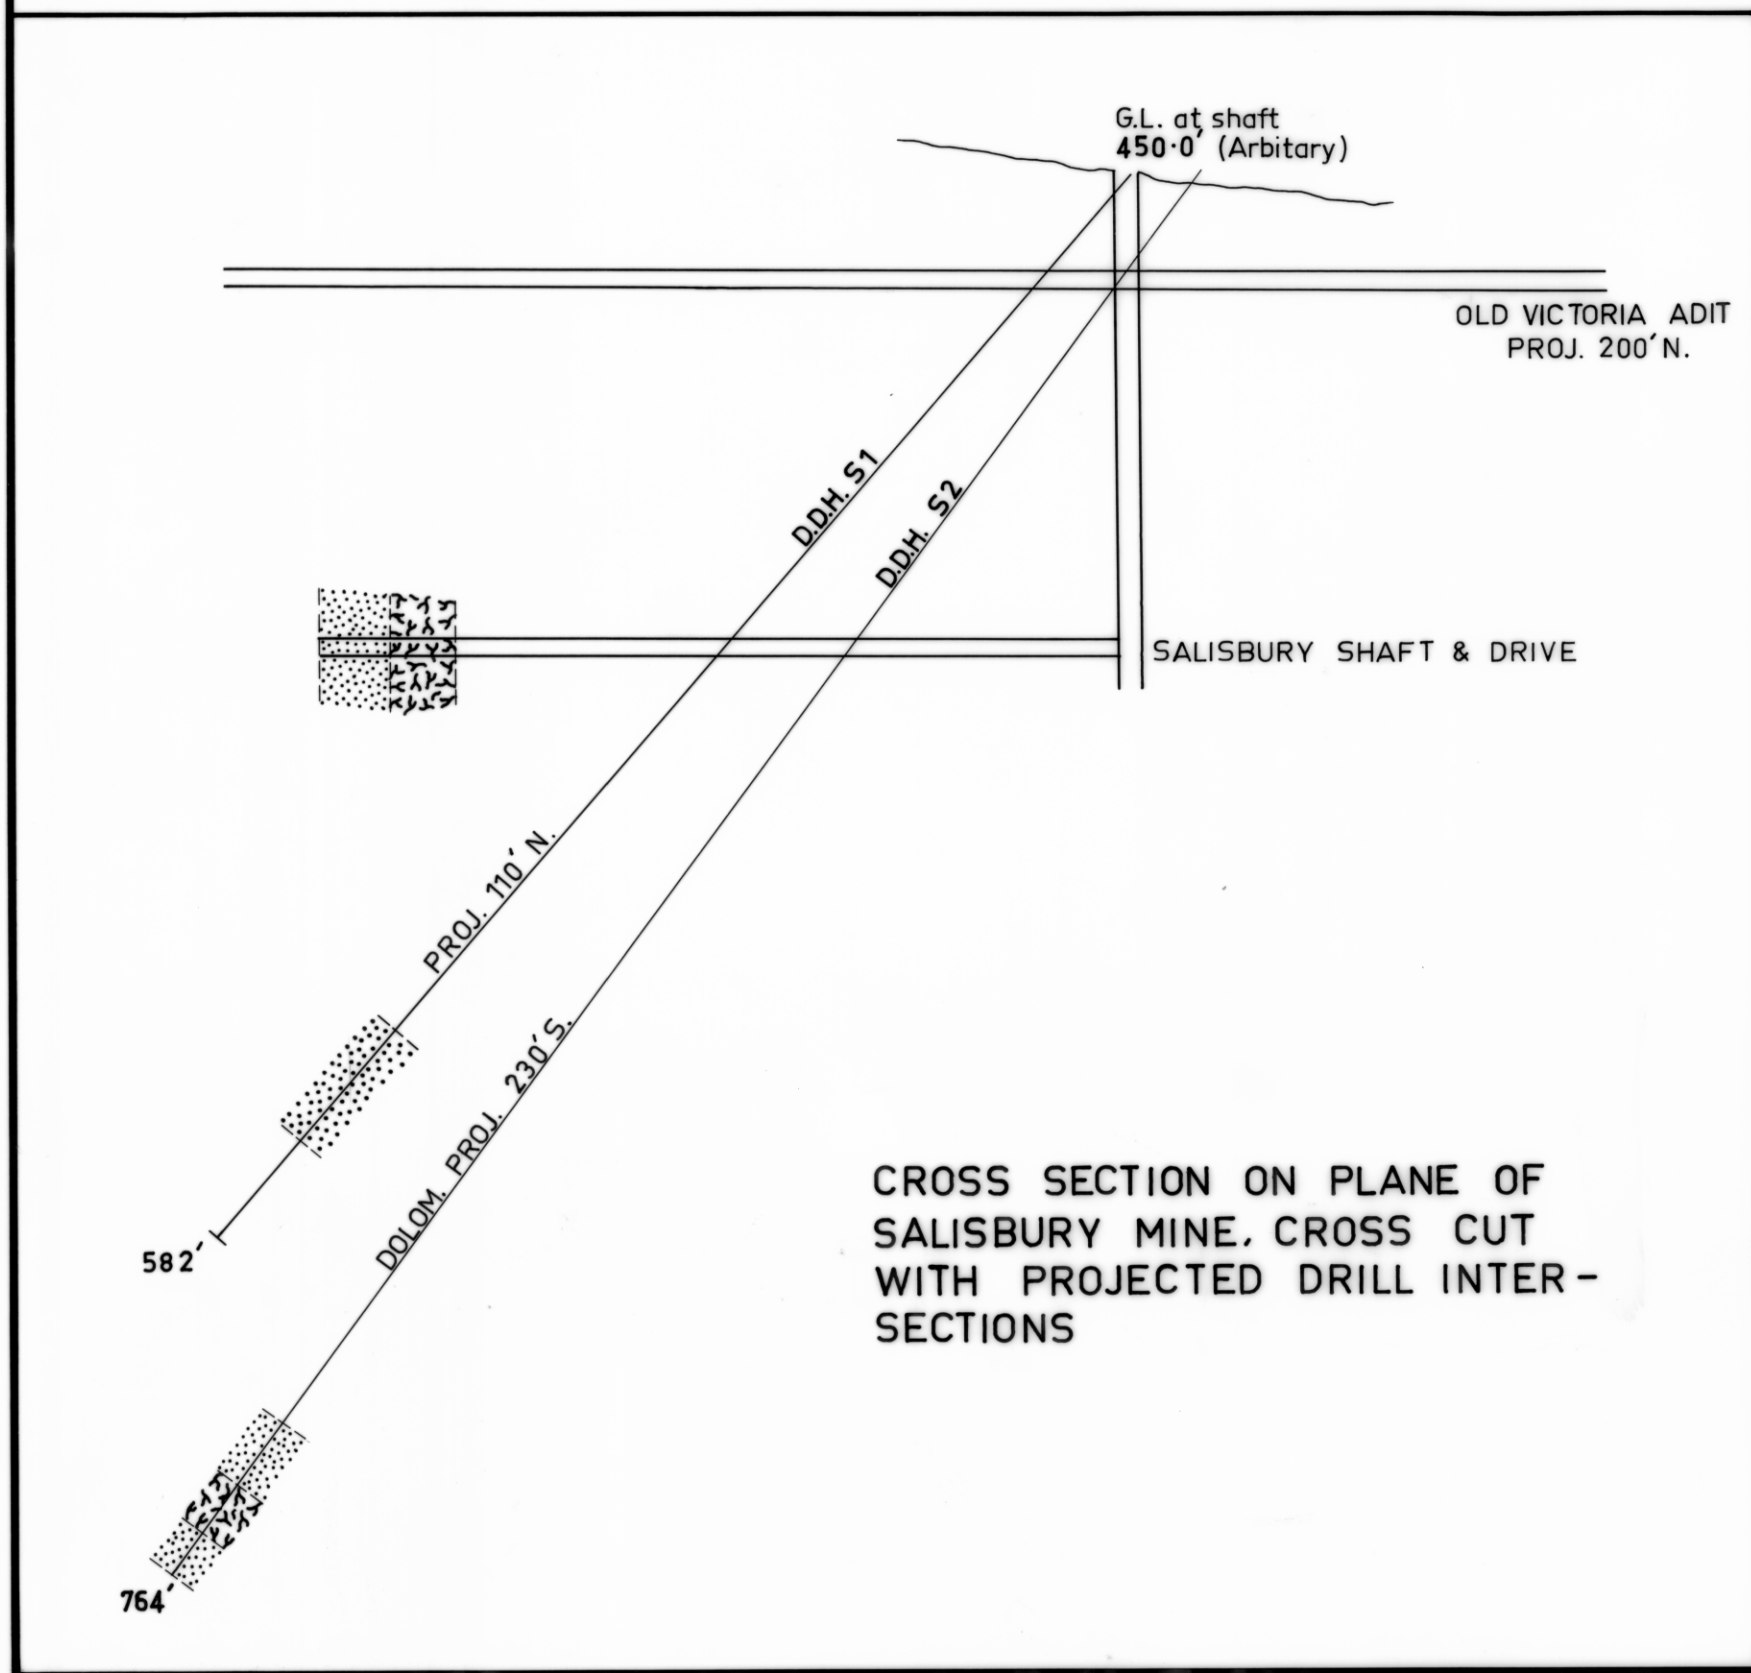 G.L. at shaft
450·0' (Arbitary)
OLD VICTORIA ADIT
PROJ. 200' N.
D.D.H. S1
D.D.H. S2
SALISBURY SHAFT & DRIVE
PROJ. 110' N.
DOLOM. PROJ. 230' S.
582'
764'
CROSS SECTION ON PLANE OF
SALISBURY MINE. CROSS CUT
WITH PROJECTED DRILL INTER-
SECTIONS